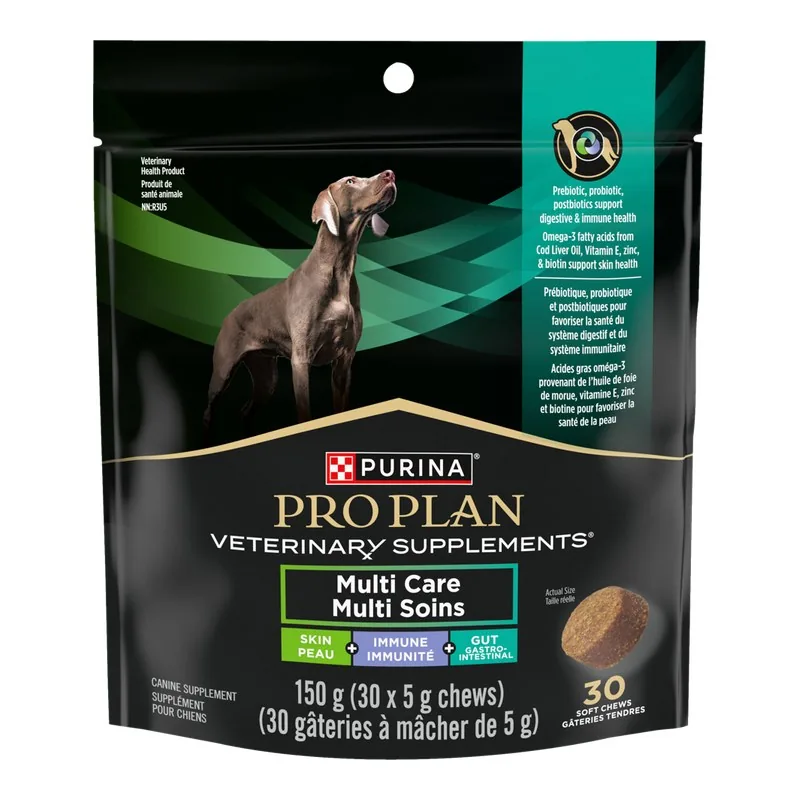 Veterinary
Health Product
Produit de
santé animale
NN:R3U5
Prebiotic, probiotic,
postbiotics support
digestive & immune health
Omega-3 fatty acids from
Cod Liver Oil, Vitamin E, zinc,
& biotin support skin health
Prébiotique, probiotique
et postbiotiques pour
favoriser la santé du
système digestif et du
système immunitaire
Acides gras oméga-3
provenant de l'huile de foie
de morue, vitamine E, zinc
et biotine pour favoriser la
santé de la peau
PURINA®
PRO PLAN
VETERINARY SUPPLEMENTS®
Multi Care
Multi Soins
SKIN
PEAU
+
IMMUNE
IMMUNITÉ
+
GUT
GASTRO-
INTESTINAL
Actual Size
Taille réelle
CANINE SUPPLEMENT
SUPPLÉMENT
POUR CHIENS
150 g (30 x 5 g chews)
(30 gâteries à mâcher de 5 g)
30
SOFT CHEWS
GÂTERIES TENDRES